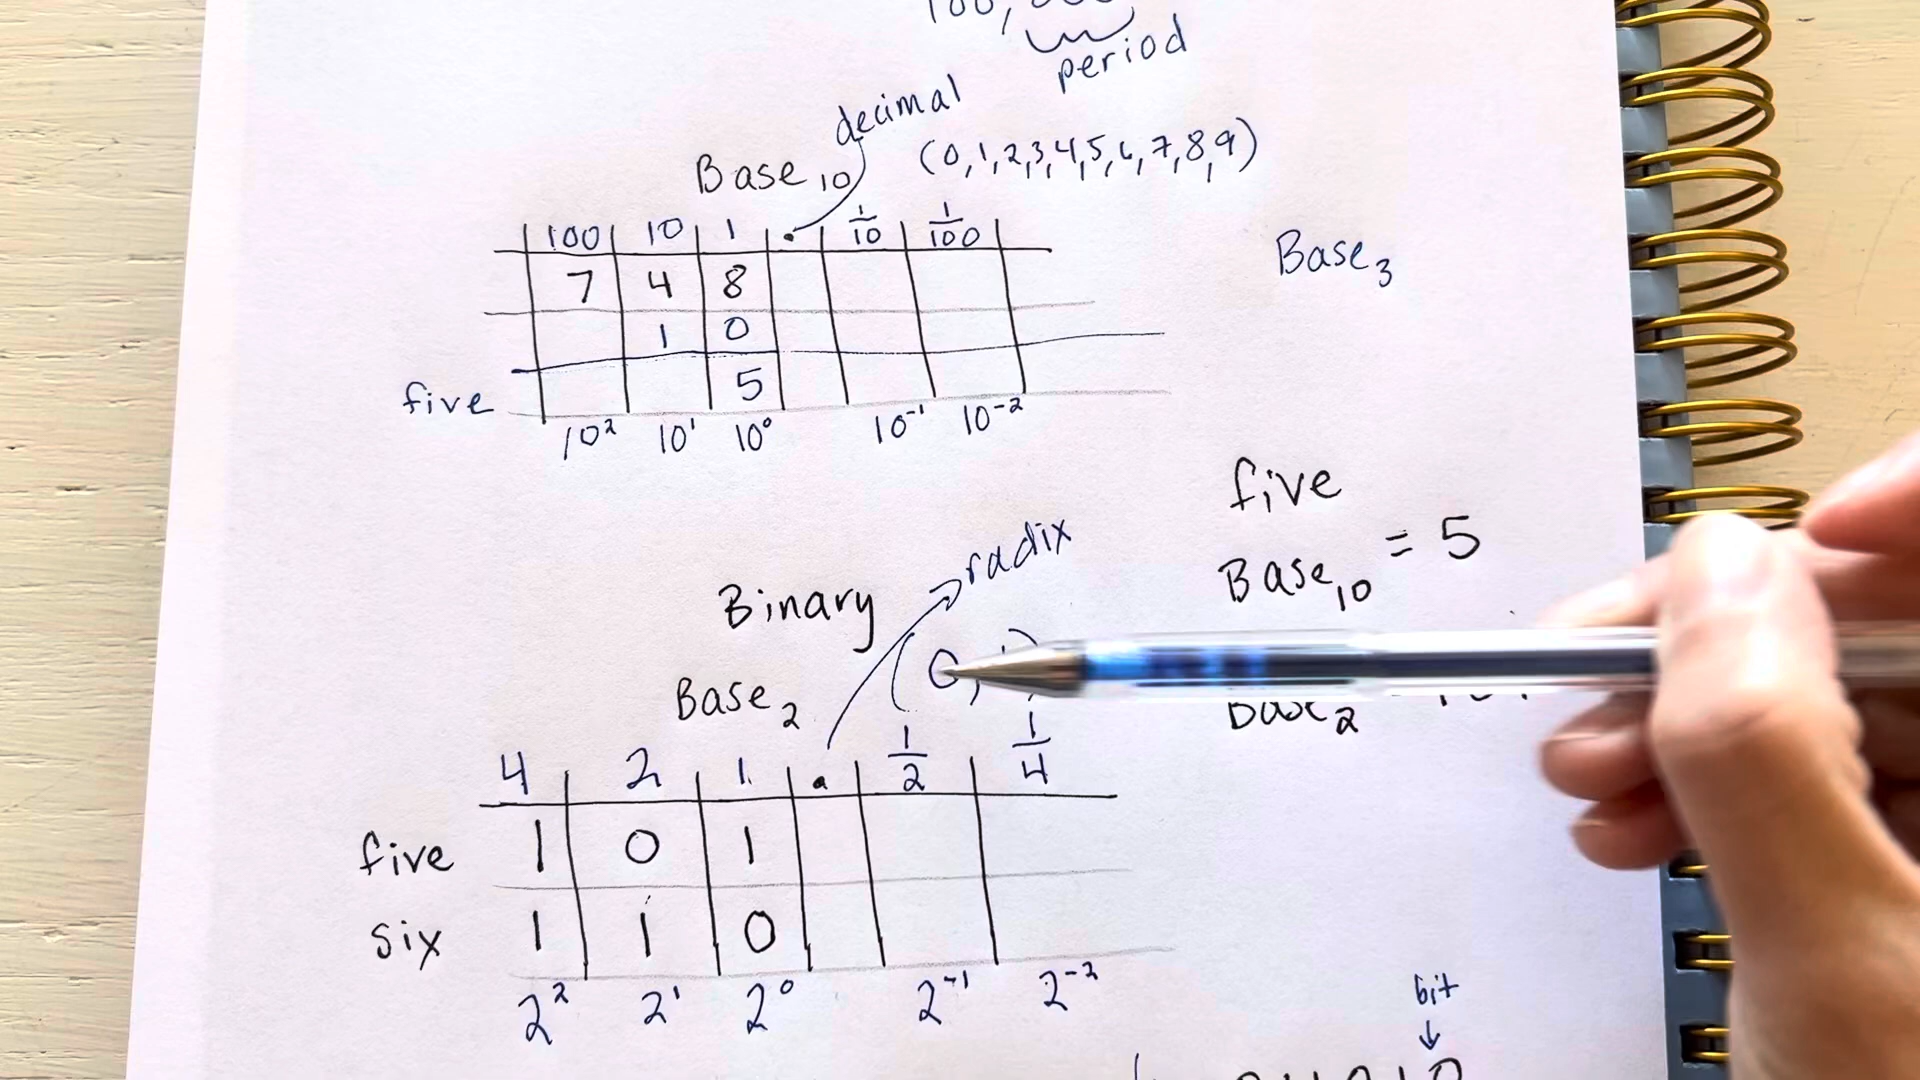 100,
period
decimal
Base₁₀ (0,1,2,3,4,5,6,7,8,9)
100 10 1 . 1/10 1/100
7 4 8
1 0
five 5
10² 10¹ 10⁰ 10⁻¹ 10⁻²
Base₃
five
Base₁₀ = 5
Base₂
radix
Binary
Base₂ (0,
4 2 1 . 1/2 1/4
five 1 0 1
six 1 1 0
2² 2¹ 2⁰ 2⁻¹ 2⁻²
bit
↓